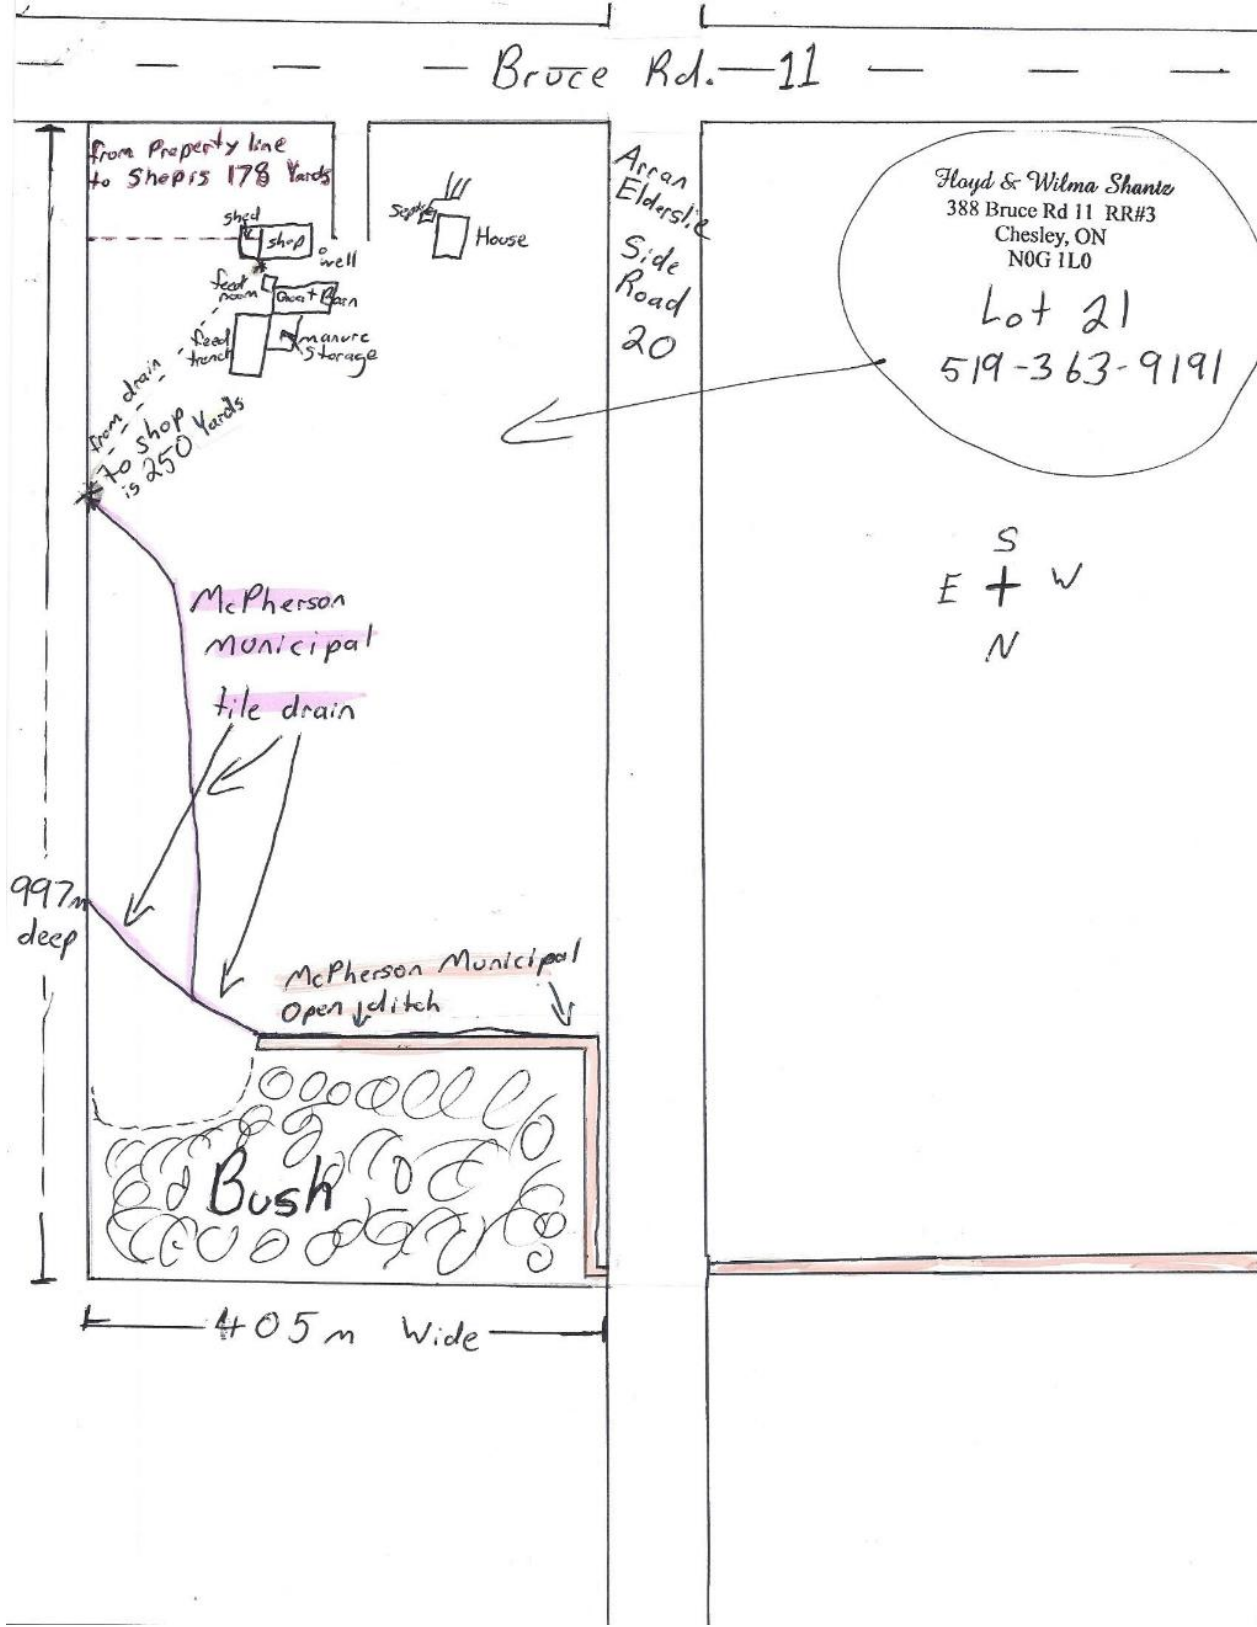 Bruce Rd. 11
from Property line
to Shop is 178 Yards
shed
shop
well
Septic
House
feed
room
Goat Barn
feed
trench
manure
Storage
from drain
to shop
is 250 Yards
Arran
Elderslie
Side
Road
20
Floyd & Wilma Shantz
388 Bruce Rd 11 RR#3
Chesley, ON
N0G 1L0
Lot 21
519-363-9191
S
E W
N
McPherson
Municipal
tile drain
997m
deep
McPherson Municipal
Open ditch
Bush
405m Wide